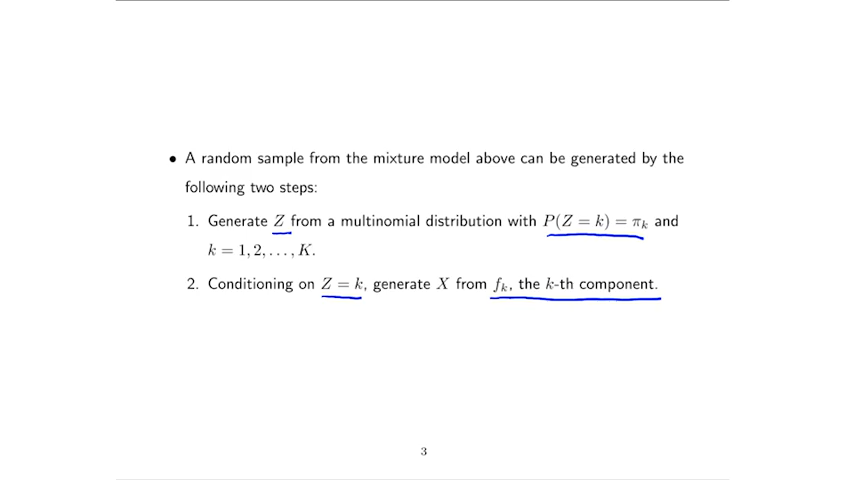 • A random sample from the mixture model above can be generated by the
following two steps:
1. Generate Z from a multinomial distribution with P(Z = k) = πₖ and
k = 1, 2, . . . , K.
2. Conditioning on Z = k, generate X from fₖ, the k-th component.
3